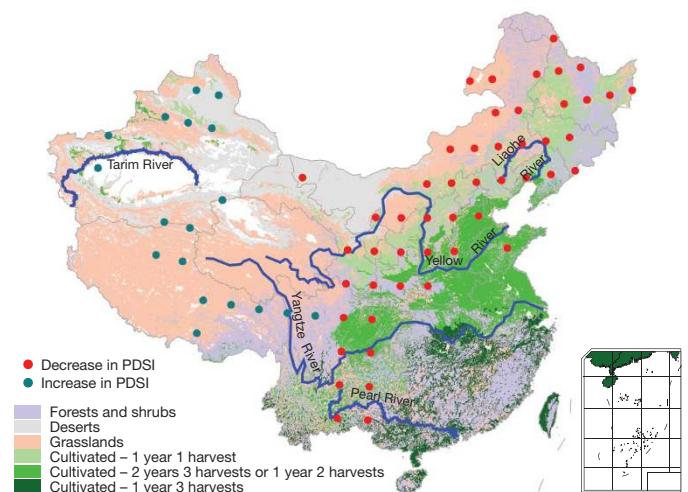 Tarim River
Liaohe
River
Yellow
River
Yangtze
River
Pearl River
Decrease in PDSI
Increase in PDSI
Forests and shrubs
Deserts
Grasslands
Cultivated – 1 year 1 harvest
Cultivated – 2 years 3 harvests or 1 year 2 harvests
Cultivated – 1 year 3 harvests